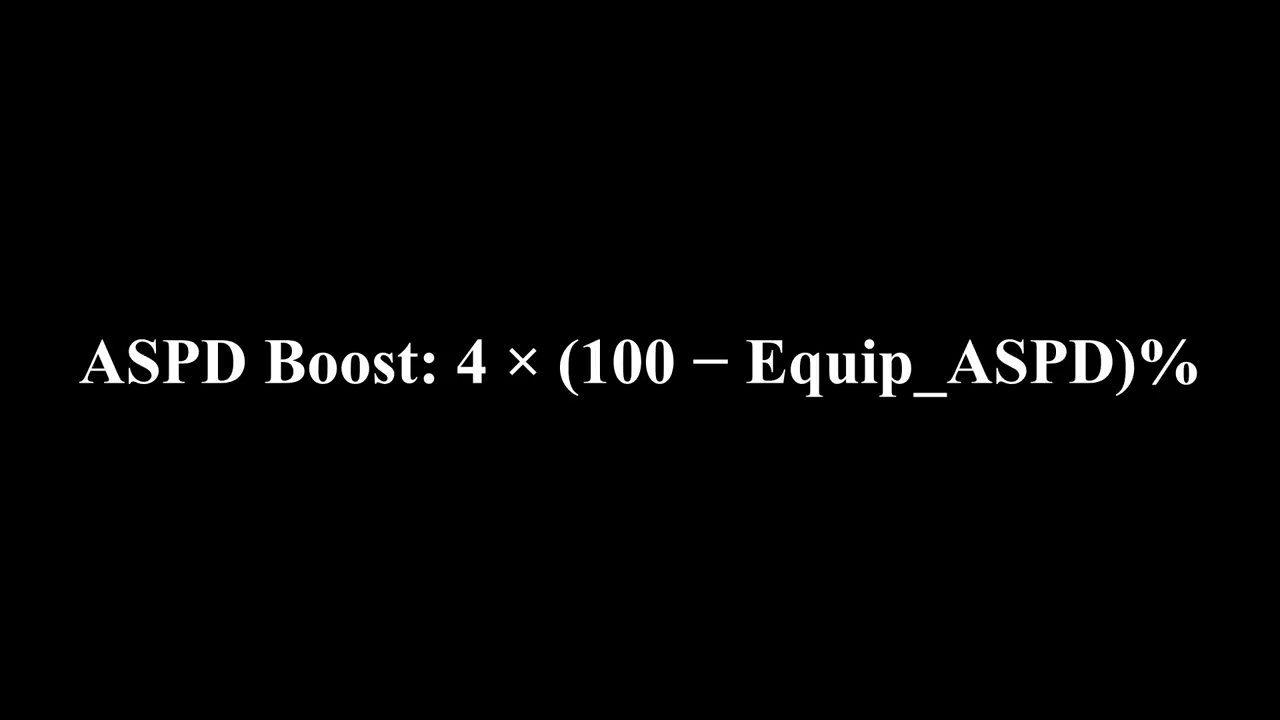 ASPD Boost: 4 × (100 − Equip_ASPD)%